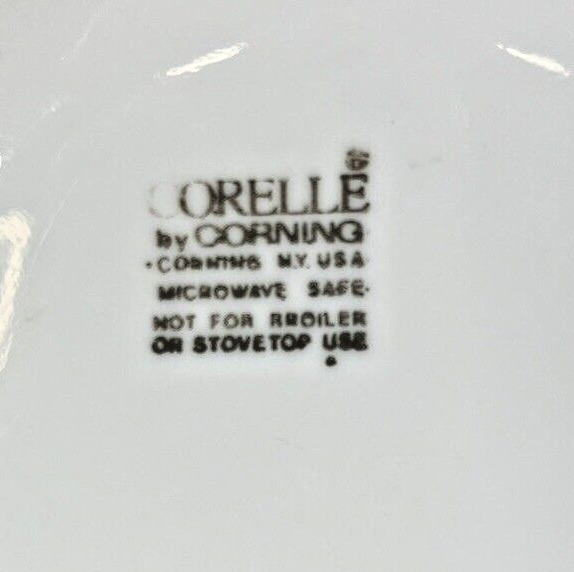 CORELLE®
by CORNING
·CORNING N.Y. USA
MICROWAVE SAFE·
NOT FOR BROILER
OR STOVETOP USE